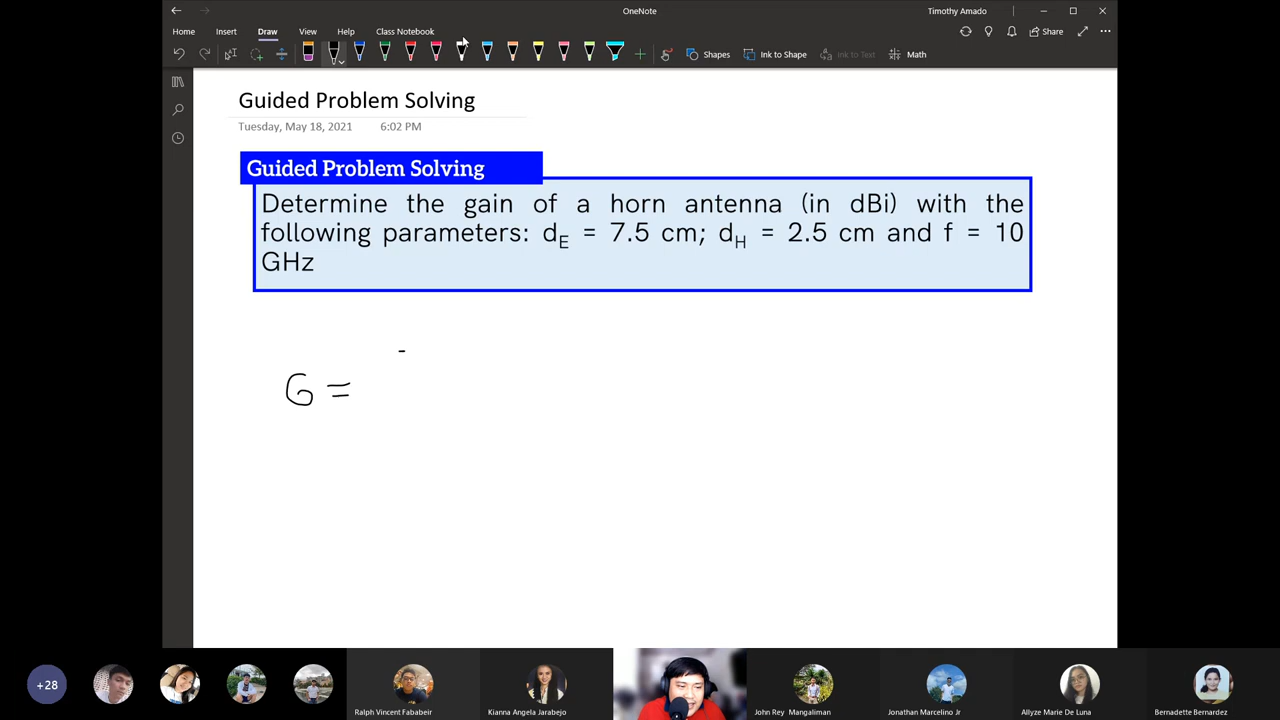 OneNote
Timothy Amado
Home Insert Draw View Help Class Notebook
Share
Shapes Ink to Shape Ink to Text Math
Guided Problem Solving
Tuesday, May 18, 2021 6:02 PM
Guided Problem Solving
Determine the gain of a horn antenna (in dBi) with the
following parameters: dE = 7.5 cm; dH = 2.5 cm and f = 10
GHz
G =
+28
Ralph Vincent Fababeir
Kianna Angela Jarabejo
John Rey Mangaliman
Jonathan Marcelino Jr
Allyze Marie De Luna
Bernadette Bernardez